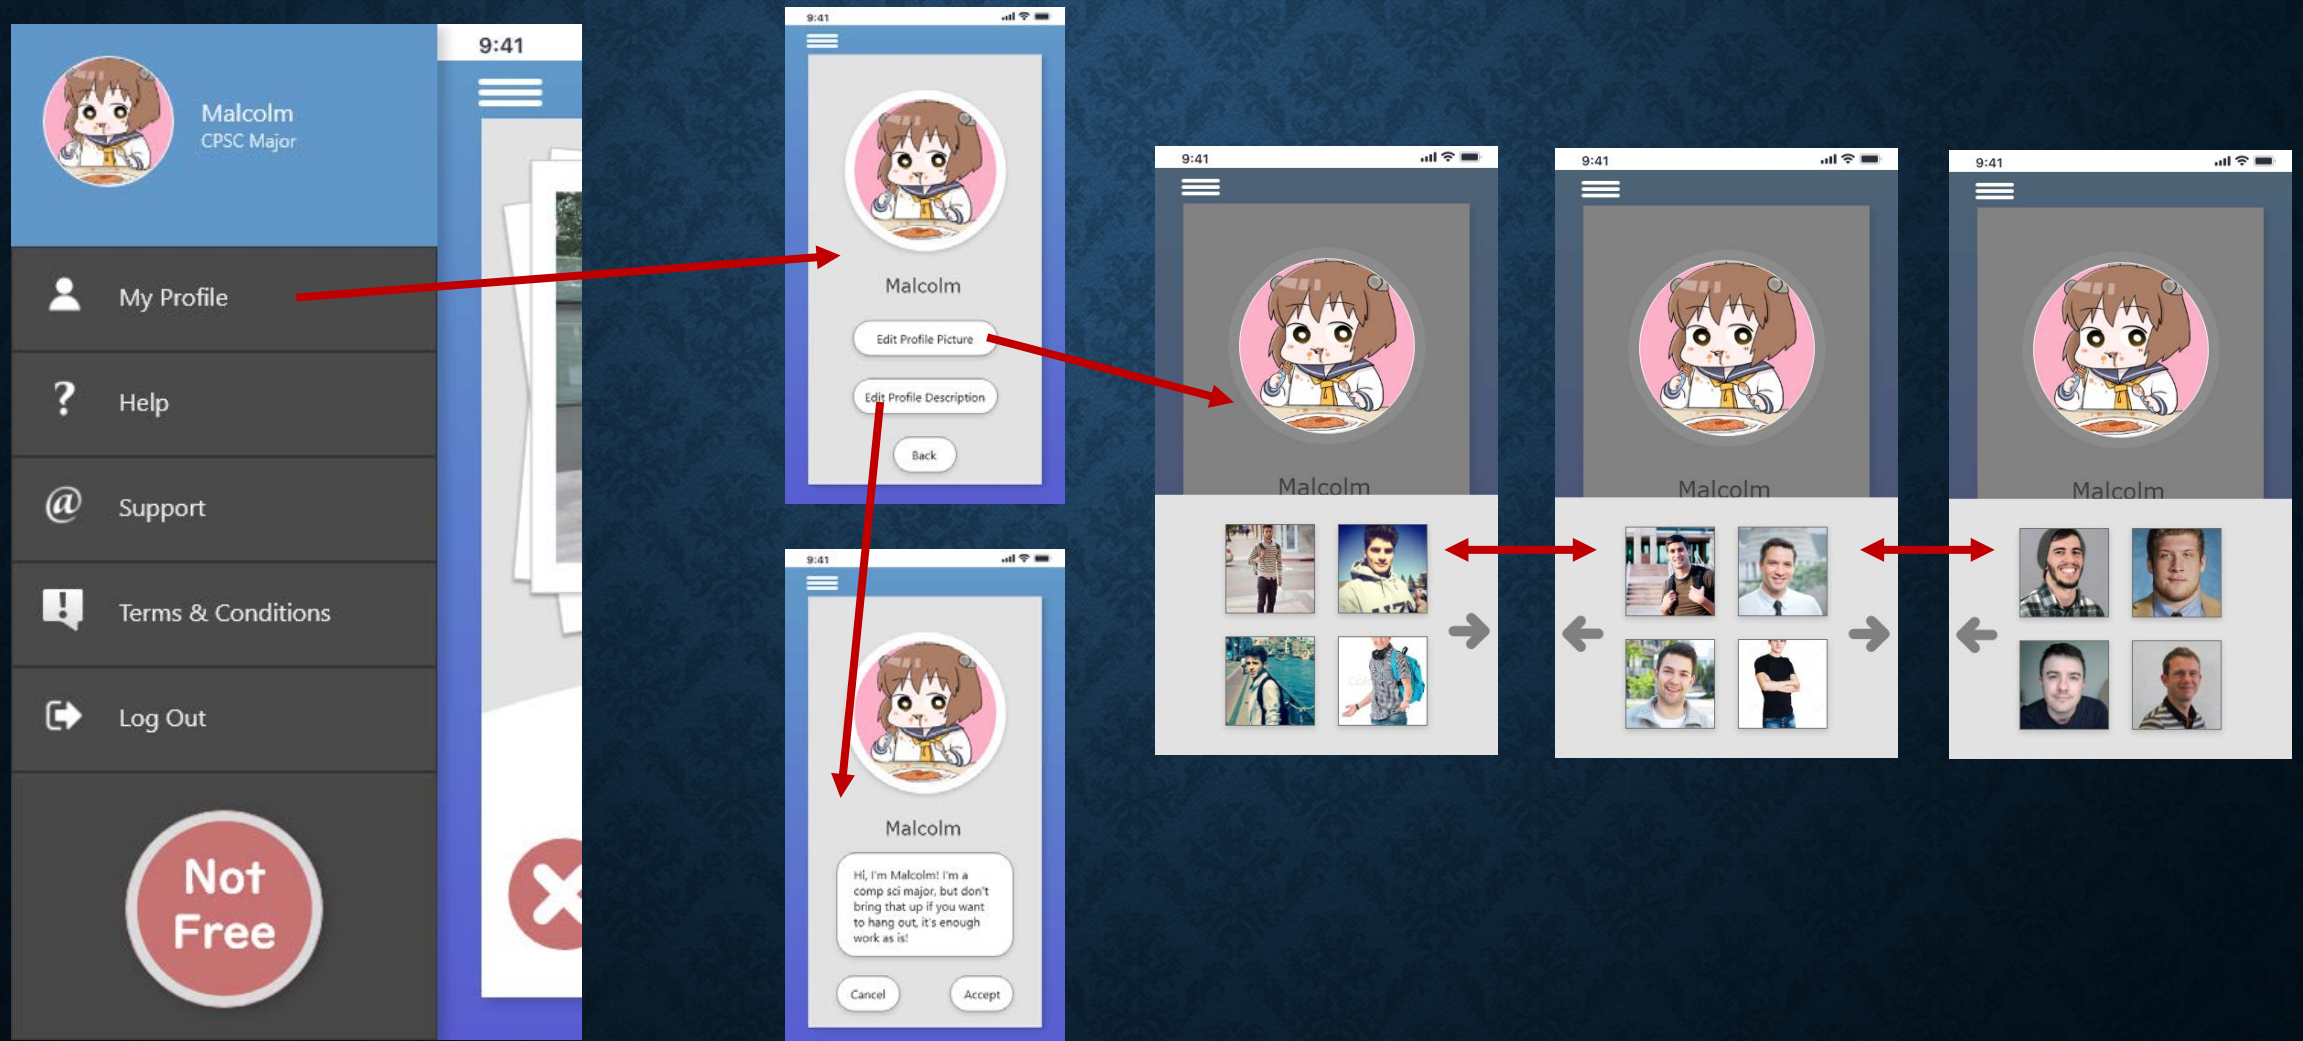 Malcolm
CPSC Major
My Profile
Help
Support
Terms & Conditions
Log Out
Not
Free
9:41
9:41
Malcolm
Edit Profile Picture
Edit Profile Description
Back
9:41
Malcolm
Hi, I'm Malcolm! I'm a
comp sci major, but don't
bring that up if you want
to hang out, it's enough
work as is!
Cancel
Accept
9:41
Malcolm
9:41
Malcolm
9:41
Malcolm